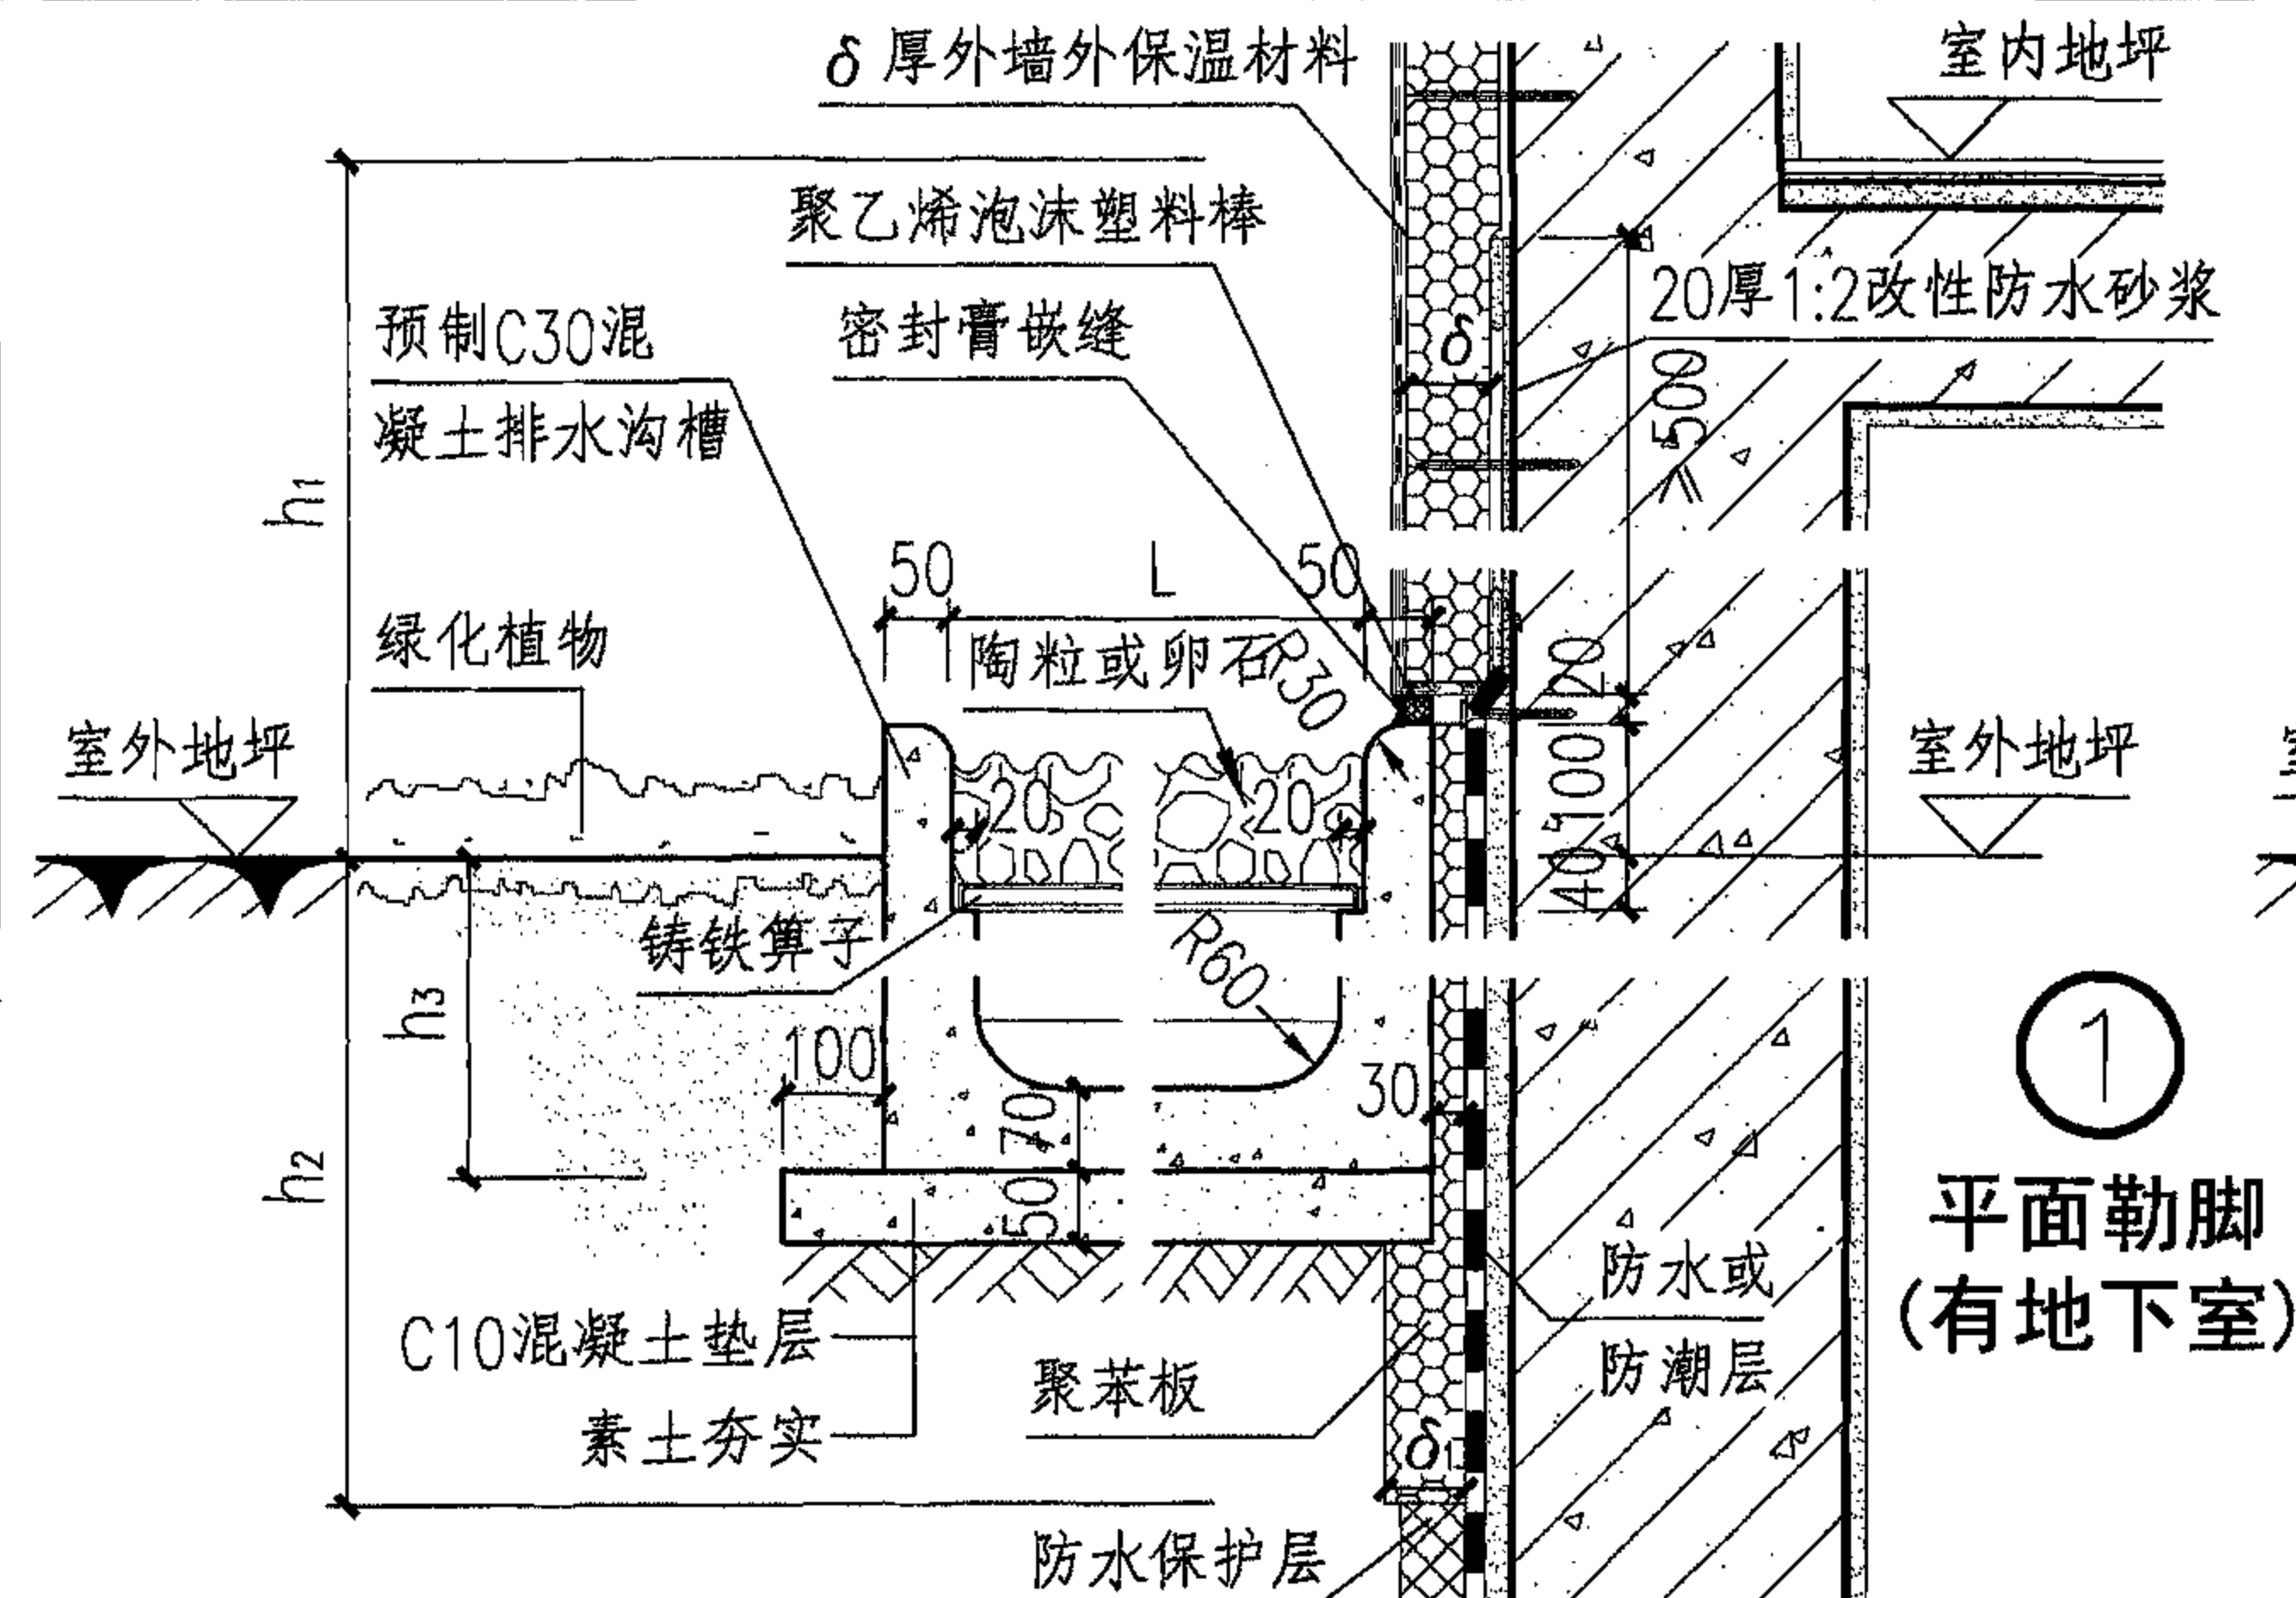 δ厚外墙外保温材料
室内地坪
聚乙烯泡沫塑料棒
20厚1:2改性防水砂浆
预制C30混
凝土排水沟槽
密封膏嵌缝
δ
≥500
h1
50
L
50
绿化植物
陶粒或卵石
R30
20
室外地坪
100
室外地坪
20
20
40
铸铁箅子
R60
h3
100
30
70
50
h2
1
平面勒脚
(有地下室)
防水或
防潮层
C10混凝土垫层
聚苯板
素土夯实
δ1
防水保护层